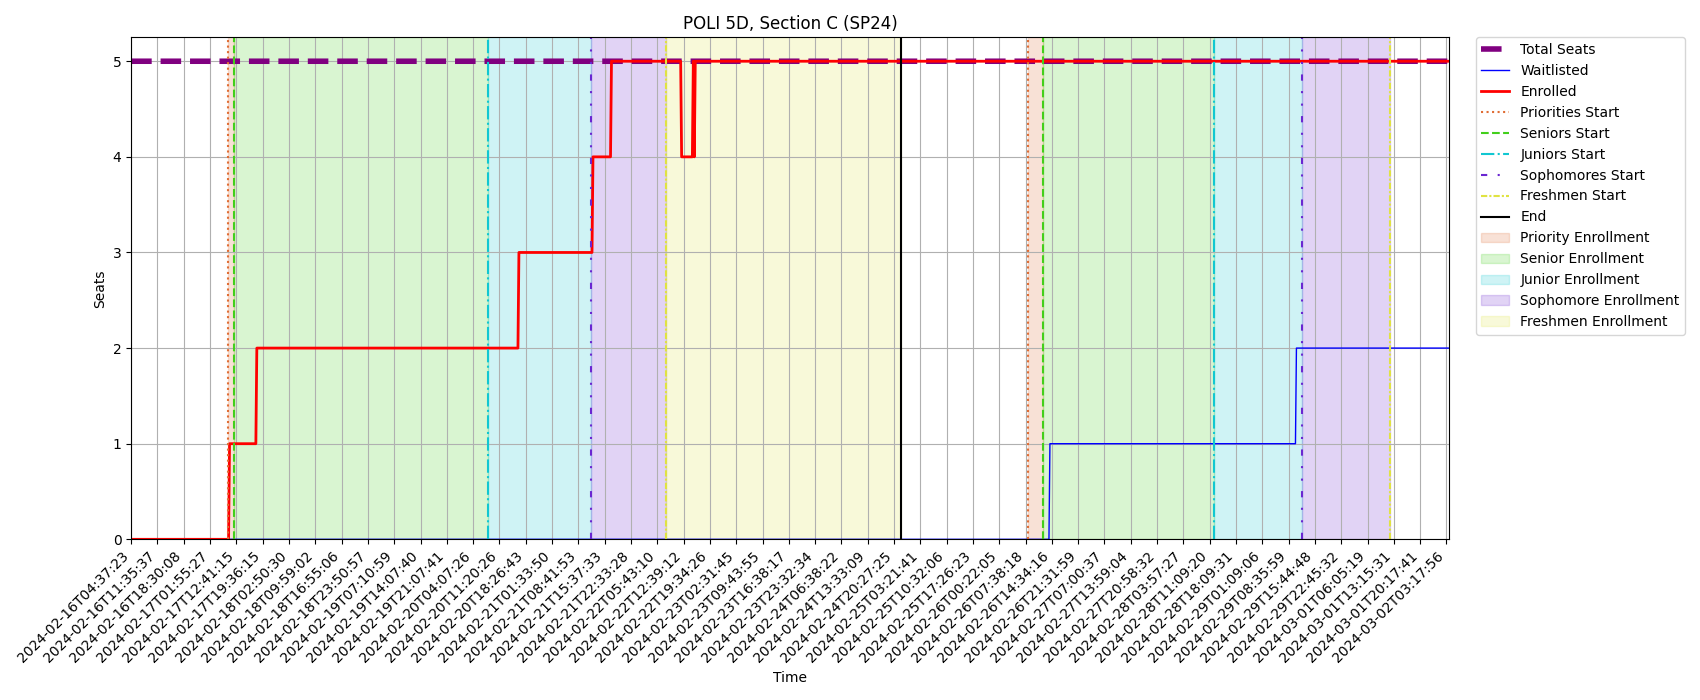 POLI 5D, Section C (SP24)
Total Seats
Waitlisted
Enrolled
Priorities Start
Seniors Start
Juniors Start
Sophomores Start
Freshmen Start
End
Priority Enrollment
Senior Enrollment
Junior Enrollment
Sophomore Enrollment
Freshmen Enrollment
Seats
5
4
3
2
1
0
2024-02-16T04:37:23
2024-02-16T11:35:37
2024-02-16T18:30:08
2024-02-17T01:55:27
2024-02-17T12:41:15
2024-02-17T19:36:15
2024-02-18T02:50:30
2024-02-18T09:59:02
2024-02-18T16:55:06
2024-02-18T23:50:57
2024-02-19T07:10:59
2024-02-19T14:07:40
2024-02-19T21:07:41
2024-02-20T04:07:26
2024-02-20T11:20:26
2024-02-20T18:26:43
2024-02-21T01:33:50
2024-02-21T08:41:53
2024-02-21T15:37:33
2024-02-21T22:33:28
2024-02-22T05:43:10
2024-02-22T12:39:12
2024-02-22T19:34:26
2024-02-23T02:31:45
2024-02-23T09:43:55
2024-02-23T16:38:17
2024-02-23T23:32:34
2024-02-24T06:38:22
2024-02-24T13:33:09
2024-02-24T20:27:25
2024-02-25T03:21:41
2024-02-25T10:32:06
2024-02-25T17:26:23
2024-02-26T00:22:05
2024-02-26T07:38:18
2024-02-26T14:34:16
2024-02-26T21:31:59
2024-02-27T07:00:37
2024-02-27T13:59:04
2024-02-27T20:58:32
2024-02-28T03:57:27
2024-02-28T11:09:20
2024-02-28T18:09:31
2024-02-29T01:09:06
2024-02-29T08:35:59
2024-02-29T15:44:48
2024-02-29T22:45:32
2024-03-01T06:05:19
2024-03-01T13:15:31
2024-03-01T20:17:41
2024-03-02T03:17:56
Time